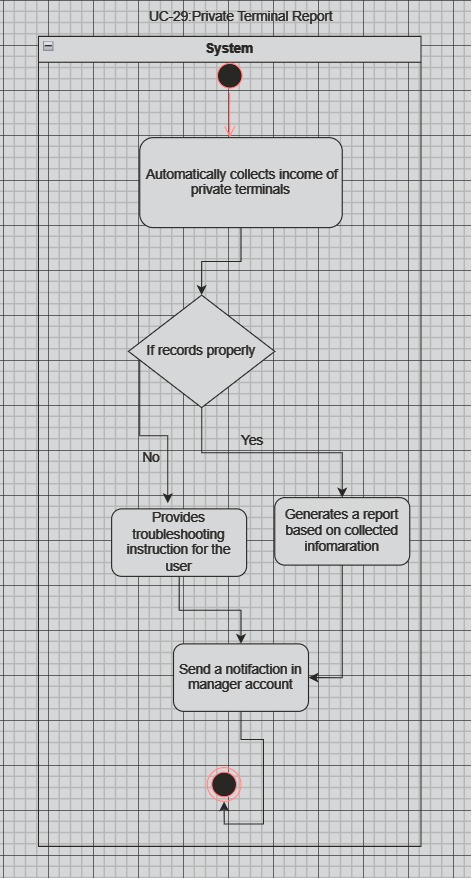 UC-29:Private Terminal Report
System
Automatically collects income of
private terminals
If records properly
Yes
No
Provides
troubleshooting
instruction for the
user
Generates a report
based on collected
infomaration
Send a notifaction in
manager account